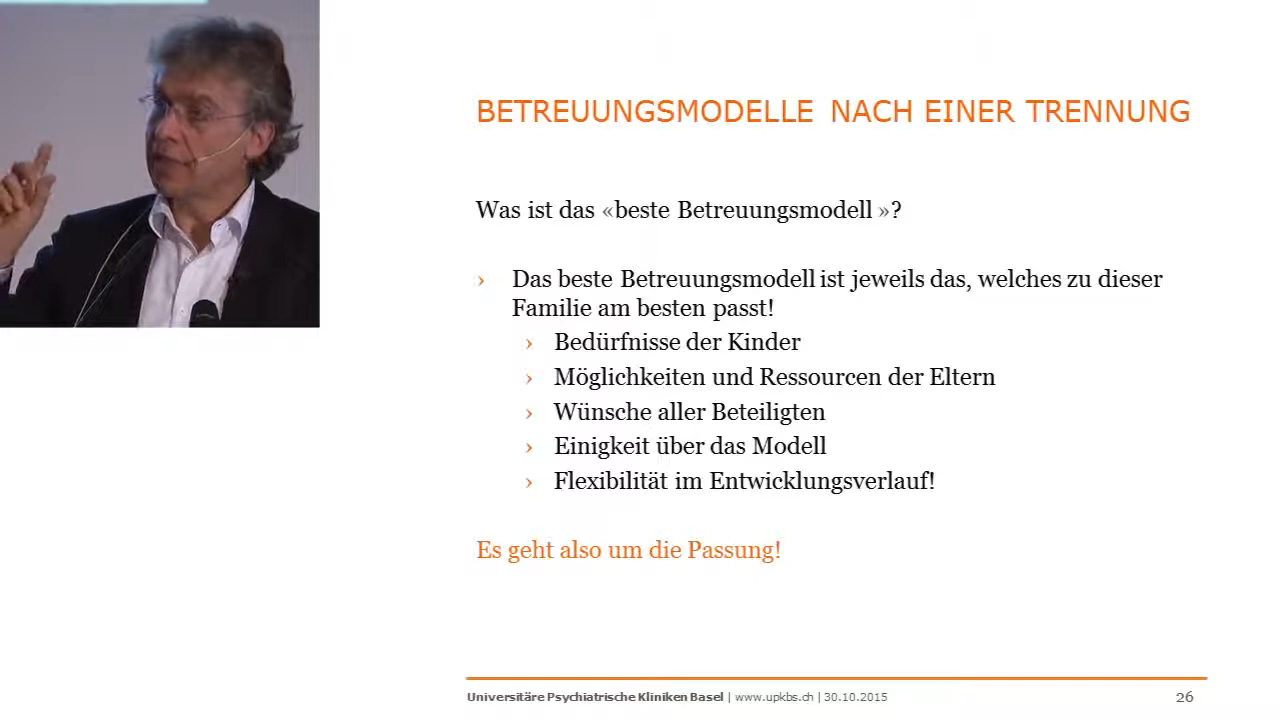 BETREUUNGSMODELLE NACH EINER TRENNUNG
Was ist das «beste Betreuungsmodell »?
› Das beste Betreuungsmodell ist jeweils das, welches zu dieser
Familie am besten passt!
› Bedürfnisse der Kinder
› Möglichkeiten und Ressourcen der Eltern
› Wünsche aller Beteiligten
› Einigkeit über das Modell
› Flexibilität im Entwicklungsverlauf!
Es geht also um die Passung!
Universitäre Psychiatrische Kliniken Basel | www.upkbs.ch | 30.10.2015 26